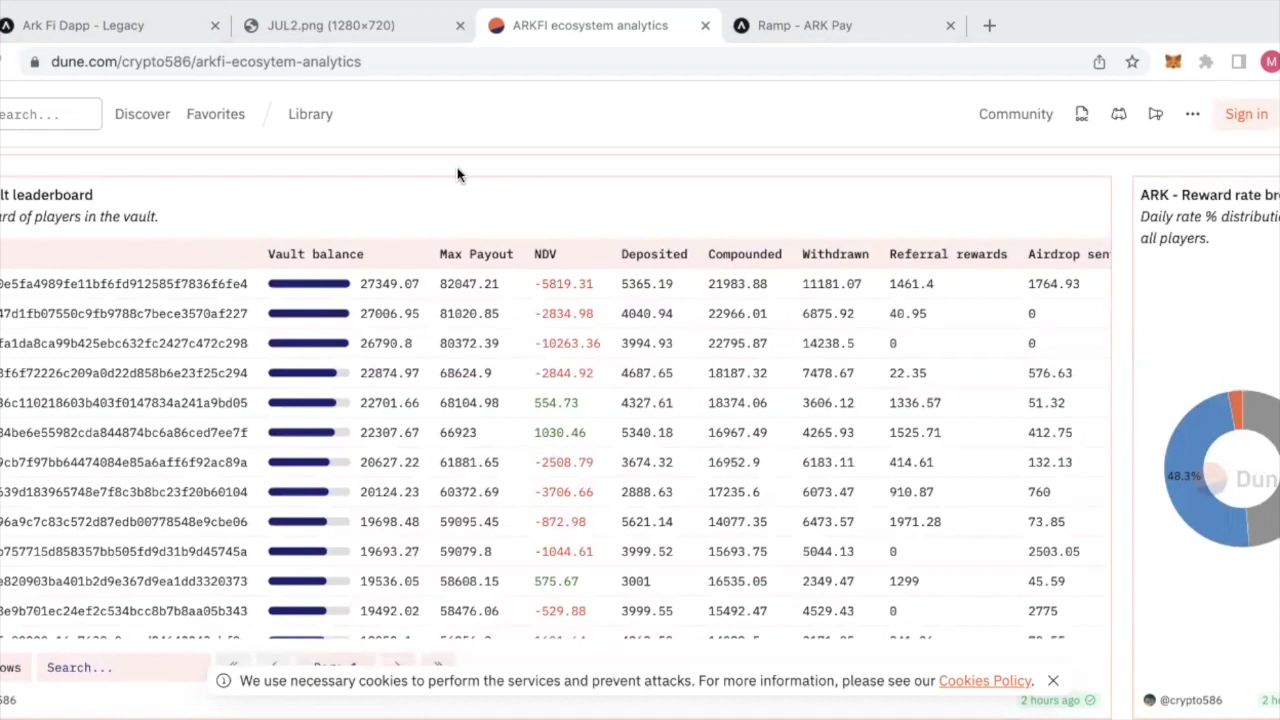 Ark Fi Dapp - Legacy JUL2.png (1280×720) ARKFI ecosystem analytics Ramp - ARK Pay
dune.com/crypto586/arkfi-ecosytem-analytics M
earch... Discover Favorites Library Community DOC Sign in
lt leaderboard
rd of players in the vault.
Vault balance Max Payout NDV Deposited Compounded Withdrawn Referral rewards Airdrop sen
0e5fa4989fe11bf6fd912585f7836f6fe4 27349.07 82047.21 -5819.31 5365.19 21983.88 11181.07 1461.4 1764.93
47d1fb07550c9fb9788c7bece3570af227 27006.95 81020.85 -2834.98 4040.94 22966.01 6875.92 40.95 0
fa1da8ca99b425ebc632fc2427c472c298 26790.8 80372.39 -10263.36 3994.93 22795.87 14238.5 0 0
8f6f72226c209a0d22d858b6e23f25c294 22874.97 68624.9 -2844.92 4687.65 18187.32 7478.67 22.35 576.63
36c110218603b403f0147834a241a9bd05 22701.66 68104.98 554.73 4327.61 18374.06 3606.12 1336.57 51.32
84be6e55982cda844874bc6a86ced7ee7f 22307.67 66923 1030.46 5340.18 16967.49 4265.93 1525.71 412.75
9cb7f97bb64474084e85a6aff6f92ac89a 20627.22 61881.65 -2508.79 3674.32 16952.9 6183.11 414.61 132.13
639d183965748e7f8c3b8bc23f20b60104 20124.23 60372.69 -3706.66 2888.63 17235.6 6073.47 910.87 760
96a9c7c83c572d87edb00778548e9cbe06 19698.48 59095.45 -872.98 5621.14 14077.35 6473.57 1971.28 73.85
b757715d858357bb505fd9d31b9d45745a 19693.27 59079.8 -1044.61 3999.52 15693.75 5044.13 0 2503.05
e820903ba401b2d9e367d9ea1dd3320373 19536.05 58608.15 575.67 3001 16535.05 2349.47 1299 45.59
8e9b701ec24ef2c534bcc8b7b8aa05b343 19492.02 58476.06 -529.88 3999.55 15492.47 4529.43 0 2775
ows Search...
We use necessary cookies to perform the services and prevent attacks. For more information, please see our Cookies Policy.
586 2 hours ago
ARK - Reward rate br
Daily rate % distributi
all players.
48.3% Dun
@crypto586 2 h